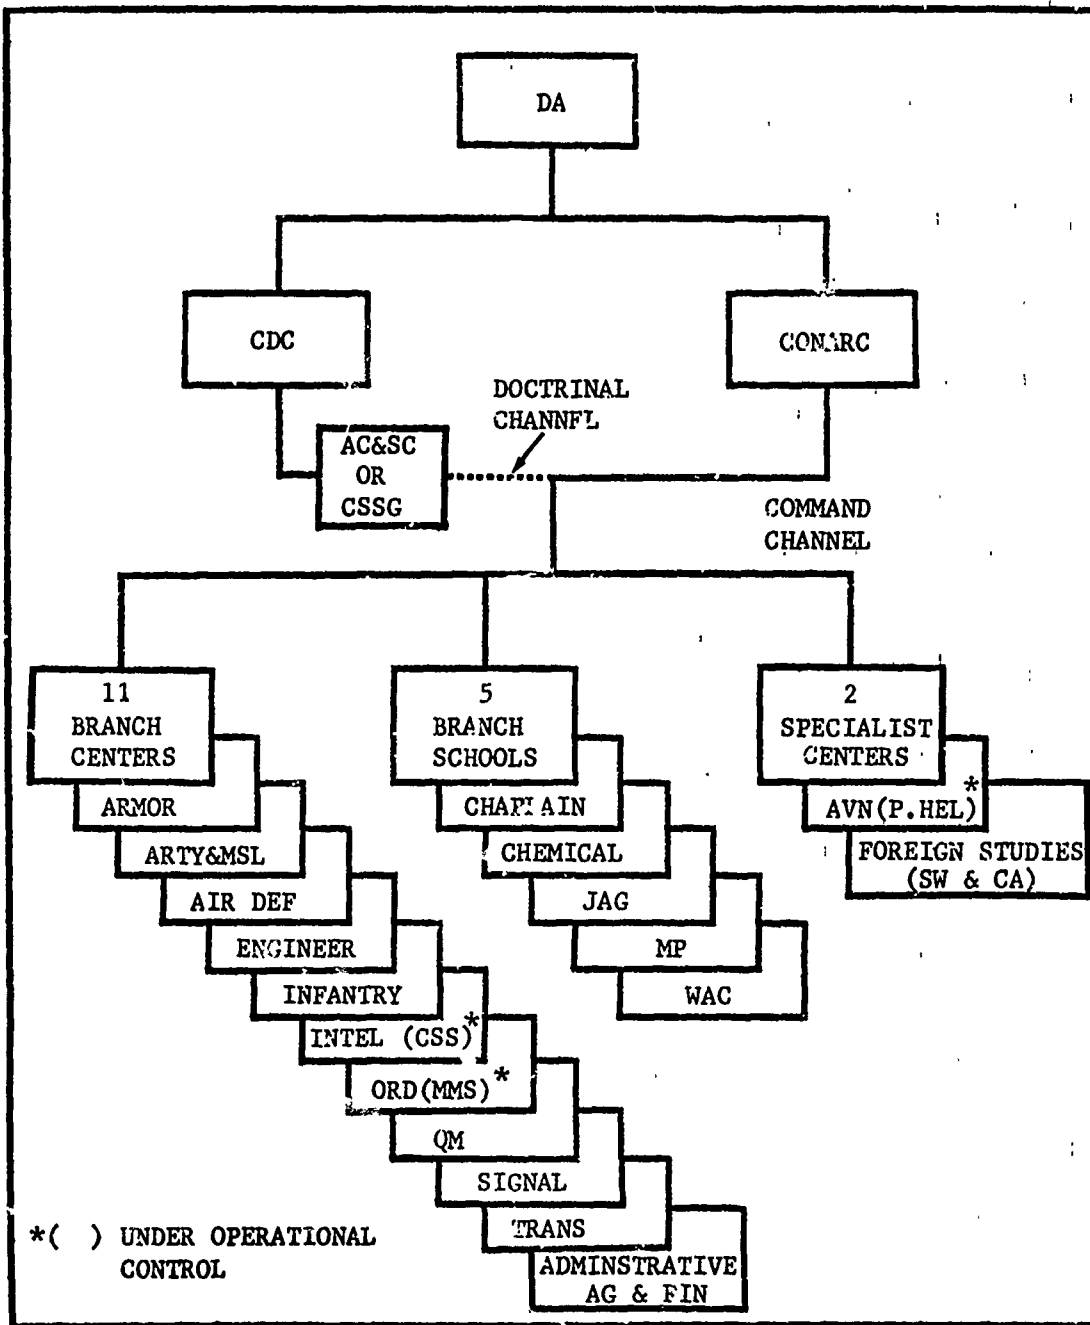 DA
CDC
CONARC
DOCTRINAL
CHANNEL
AC&SC
OR
CSSG
COMMAND
CHANNEL
11
BRANCH
CENTERS
5
BRANCH
SCHOOLS
2
SPECIALIST
CENTERS
ARMOR
ARTY&MSL
AIR DEF
ENGINEER
INFANTRY
INTEL (CSS)*
ORD(MMS)*
QM
SIGNAL
TRANS
ADMINSTRATIVE
AG & FIN
CHAPLAIN
CHEMICAL
JAG
MP
WAC
AVN(P.HEL)*
FOREIGN STUDIES
(SW & CA)
*( ) UNDER OPERATIONAL
CONTROL